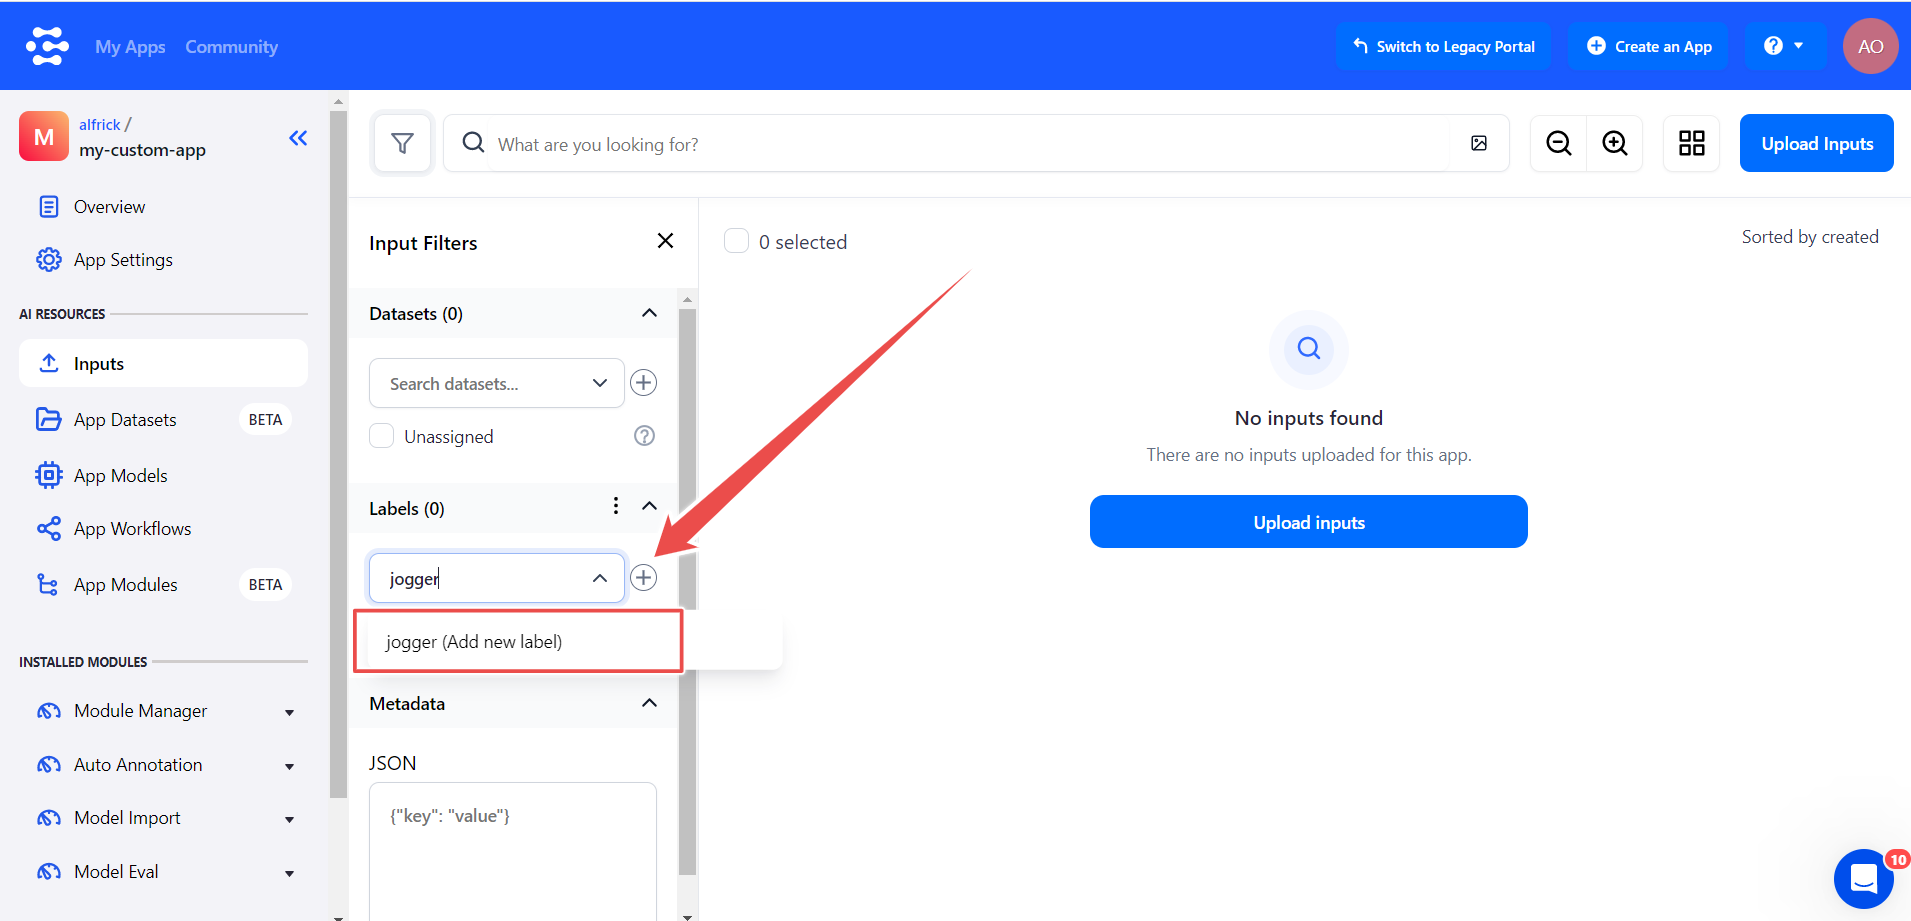 My Apps Community Switch to Legacy Portal Create an App ? AO
M alfrick /
my-custom-app
What are you looking for?
Upload Inputs
Overview
App Settings
AI RESOURCES
Inputs
App Datasets BETA
App Models
App Workflows
App Modules BETA
INSTALLED MODULES
Module Manager
Auto Annotation
Model Import
Model Eval
Input Filters
Datasets (0)
Search datasets...
Unassigned ?
Labels (0)
jogger
jogger (Add new label)
Metadata
JSON
{"key": "value"}
0 selected
Sorted by created
No inputs found
There are no inputs uploaded for this app.
Upload inputs
10